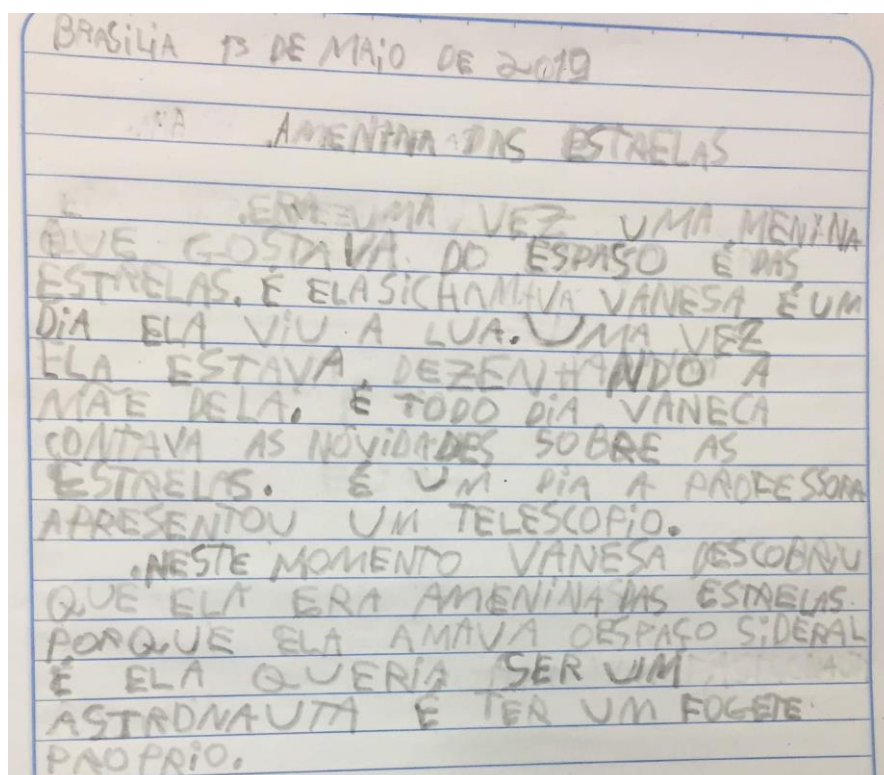 BRASiLiA 13 DE MAiO DE 2019
AMENINA DAS ESTRELAS
ERA UMA VEZ UMA MENiNA
QUE GOSTAVA DO ESPASO É DAS
ESTRELAS. É ELA SICHAMAVA VANESA É UM
DiA ELA ViU A LUA. UMA VEZ
ELA ESTAVA DEZENHANDO A
MÃE DELA. É TODO DiA VANECA
CONTAVA AS NOViDADES SOBRE AS
ESTRELAS. É UM DiA A PROFESSORA
APRESENTOU UM TELESCOPiO.
.NESTE MOMENTO VANESA DESCOBRiU
QUE ELA ERA AMENiNA DAS ESTRELAS.
PORQUE ELA AMAVA OESPAÇO SiDERAL
É ELA QUERiA SER UM
ASTRONAUTA É TER UM FOGETE
PROPRiO.